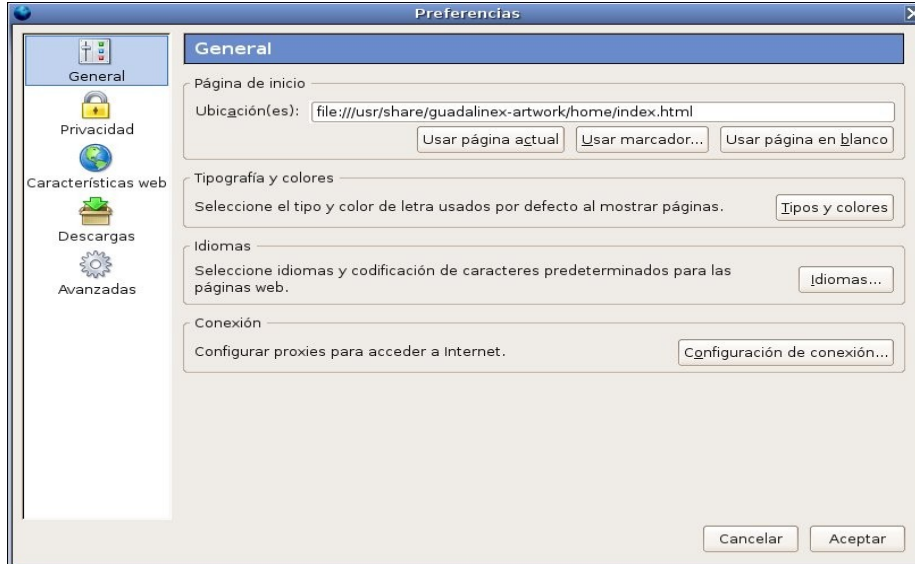 Preferencias
General
Privacidad
Características web
Descargas
Avanzadas
General
Página de inicio
Ubicación(es): file:///usr/share/guadalinex-artwork/home/index.html
Usar página actual Usar marcador... Usar página en blanco
Tipografía y colores
Seleccione el tipo y color de letra usados por defecto al mostrar páginas. Tipos y colores
Idiomas
Seleccione idiomas y codificación de caracteres predeterminados para las
páginas web.
Idiomas...
Conexión
Configurar proxies para acceder a Internet. Configuración de conexión...
Cancelar Aceptar